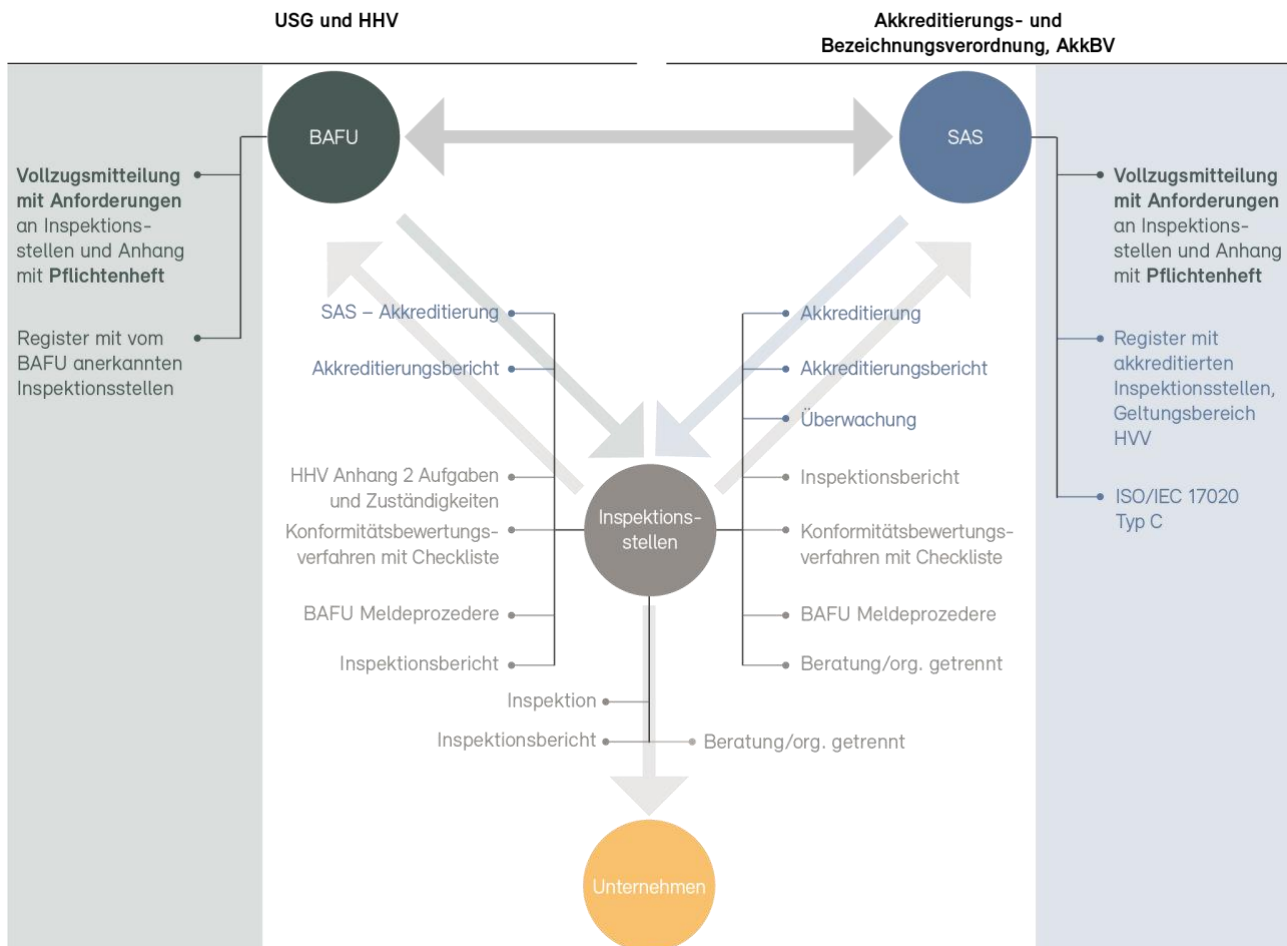 USG und HHV
Akkreditierungs- und
Bezeichnungsverordnung, AkkBV
BAFU
SAS
Vollzugsmitteilung
mit Anforderungen
an Inspektions-
stellen und Anhang
mit Pflichtenheft
Register mit vom
BAFU anerkannten
Inspektionsstellen
SAS – Akkreditierung
Akkreditierungsbericht
HHV Anhang 2 Aufgaben
und Zuständigkeiten
Konformitätsbewertungs-
verfahren mit Checkliste
BAFU Meldeprozedere
Inspektionsbericht
Inspektions-
stellen
Akkreditierung
Akkreditierungsbericht
Überwachung
Inspektionsbericht
Konformitätsbewertungs-
verfahren mit Checkliste
BAFU Meldeprozedere
Beratung/org. getrennt
Vollzugsmitteilung
mit Anforderungen
an Inspektions-
stellen und Anhang
mit Pflichtenheft
Register mit
akkreditierten
Inspektionsstellen,
Geltungsbereich
HVV
ISO/IEC 17020
Typ C
Inspektion
Inspektionsbericht
Beratung/org. getrennt
Unternehmen